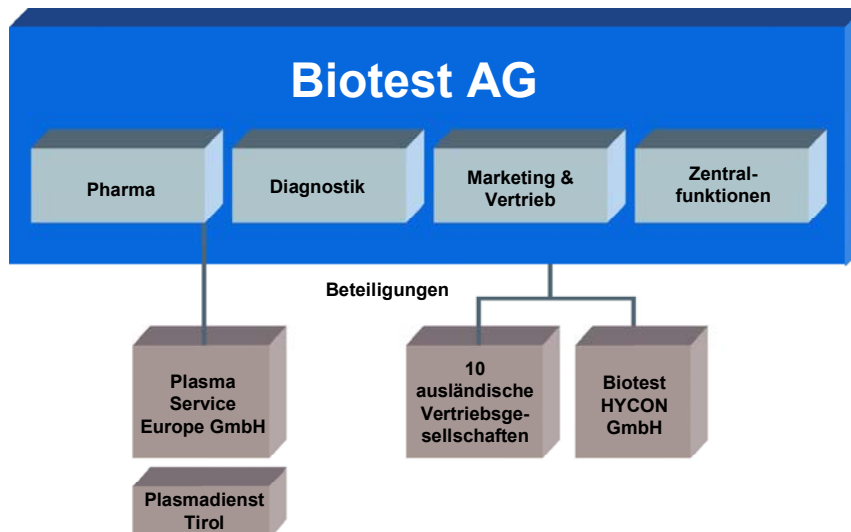 Biotest AG
Pharma
Diagnostik
Marketing &
Vertrieb
Zentral-
funktionen
Beteiligungen
Plasma
Service
Europe GmbH
10
ausländische
Vertriebsge-
sellschaften
Biotest
HYCON
GmbH
Plasmadienst
Tirol